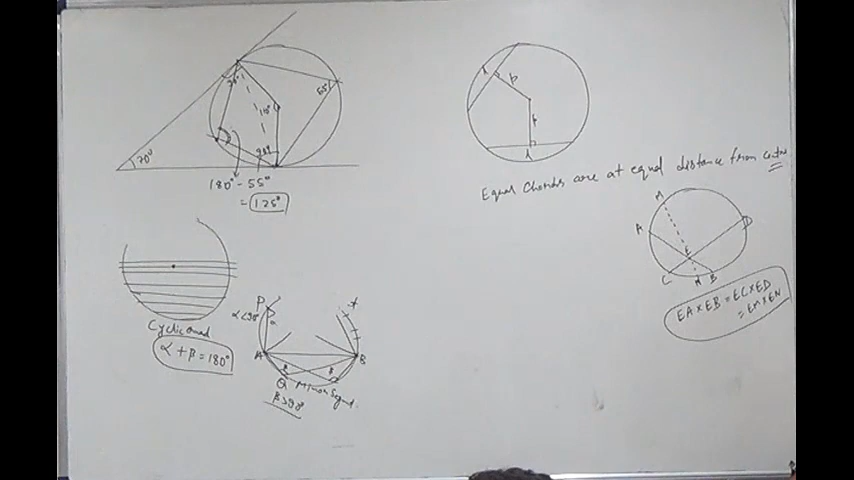 70°
55°
180° - 55°
= 125°
λ
p
p
λ
Equal Chords are at equal distance from centre
Cyclic Quad
α + β = 180°
P
α < 90°
α
A
B
β
β
Q Minor Segment
β > 90°
M
A
D
E
C
N
B
EA × EB = EC × ED
= EM × EN